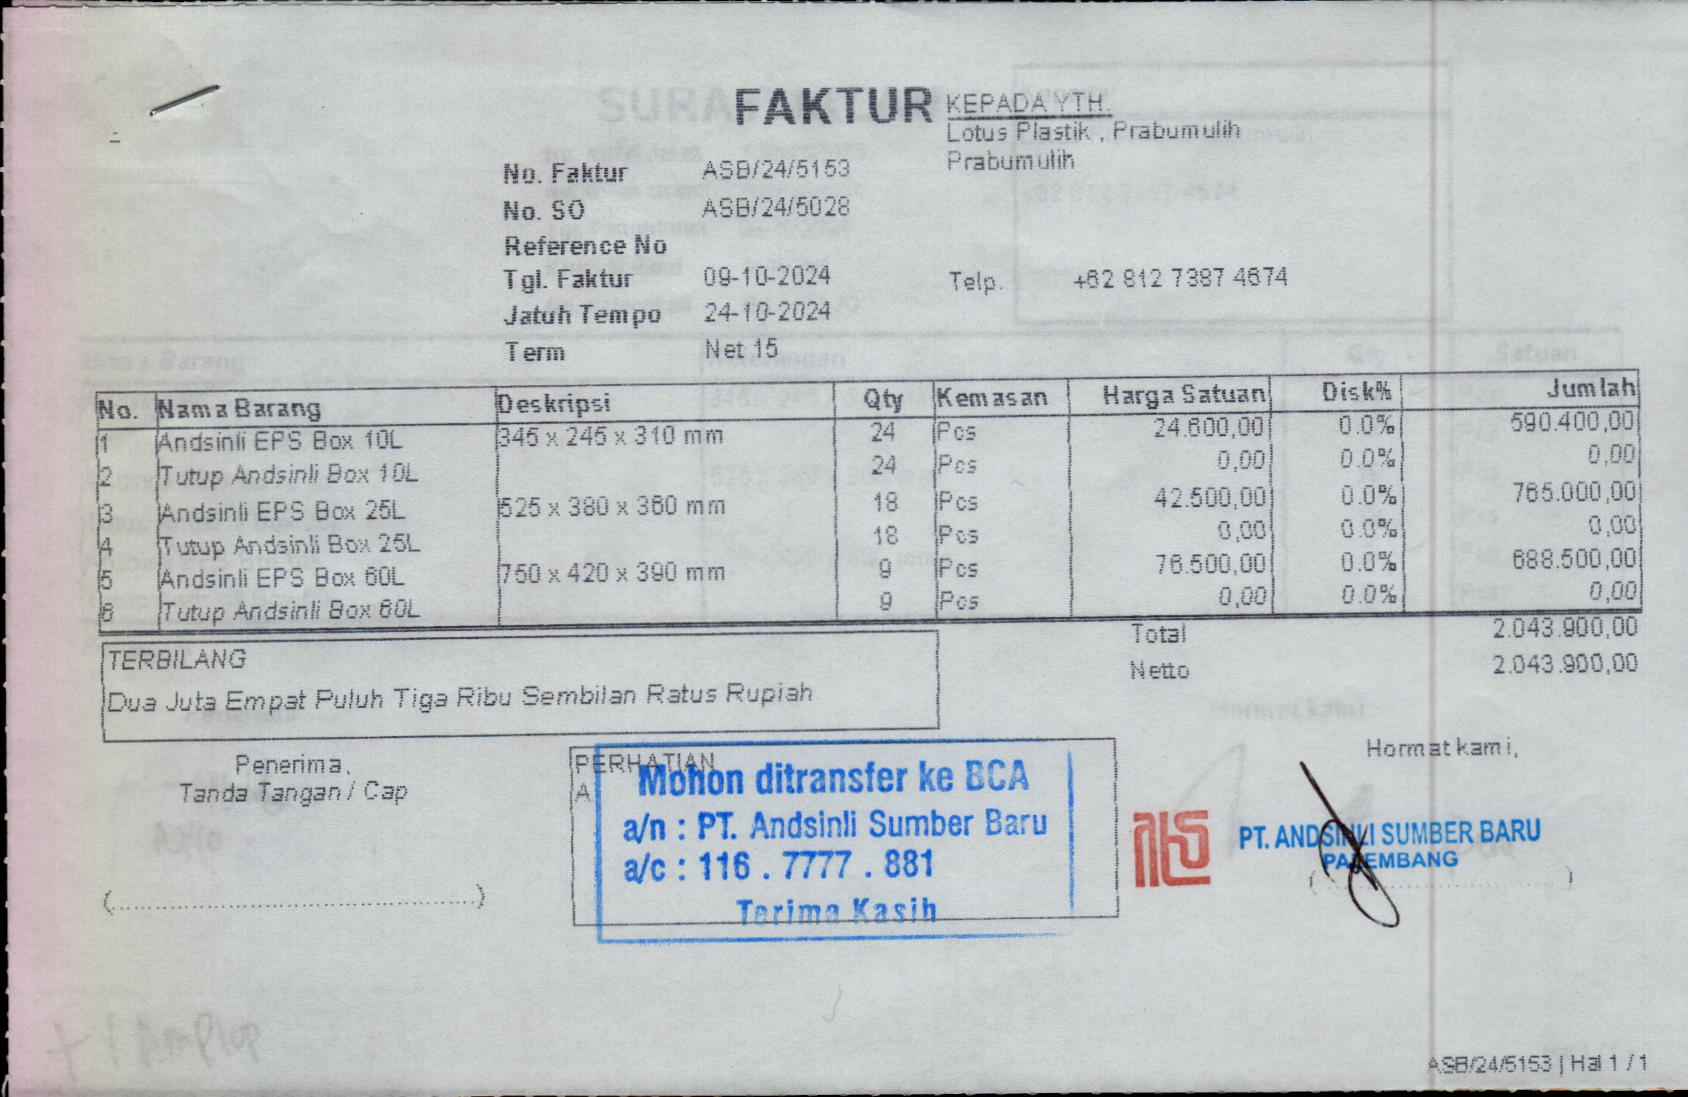 FAKTUR
KEPADA YTH.
Lotus Plastik , Prabumulih
Prabumulih
No. Faktur ASB/24/5153
No. SO ASB/24/5028
Reference No
Tgl. Faktur 09-10-2024
Telp. +62 812 7387 4674
Jatuh Tempo 24-10-2024
Term Net 15
No. Nama Barang Deskripsi Qty Kemasan Harga Satuan Disk% Jumlah
1 Andsinli EPS Box 10L 345 x 245 x 310 mm 24 Pcs 24.600,00 0.0% 590.400,00
2 Tutup Andsinli Box 10L 24 Pcs 0,00 0.0% 0,00
3 Andsinli EPS Box 25L 525 x 380 x 360 mm 18 Pcs 42.500,00 0.0% 765.000,00
4 Tutup Andsinli Box 25L 18 Pcs 0,00 0.0% 0,00
5 Andsinli EPS Box 60L 750 x 420 x 390 mm 9 Pcs 76.500,00 0.0% 688.500,00
6 Tutup Andsinli Box 60L 9 Pcs 0,00 0.0% 0,00
Total 2.043.900,00
Netto 2.043.900,00
TERBILANG
Dua Juta Empat Puluh Tiga Ribu Sembilan Ratus Rupiah
Penerima,
Tanda Tangan / Cap
(..............................................)
PERHATIAN
A
Mohon ditransfer ke BCA
a/n : PT. Andsinli Sumber Baru
a/c : 116 . 7777 . 881
Terima Kasih
Hormat kami,
PT. ANDSINLI SUMBER BARU
PALEMBANG
(..............................................)
ASB/24/5153 | Hal 1 / 1